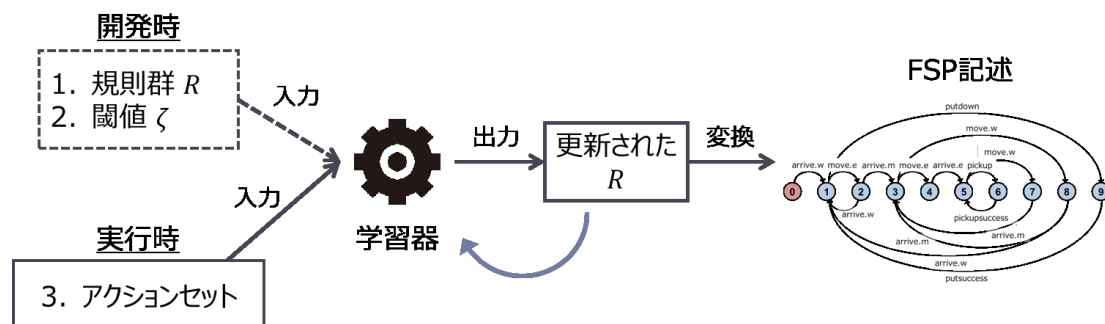 開発時
1. 規則群 R
2. 閾値 ζ
入力
実行時
3. アクションセット
入力
学習器
出力
更新された
R
変換
FSP記述
putdown
move.w
move.w
arrive.w
move.e
arrive.m
move.e
arrive.e
pickup
0
1
2
3
4
5
6
7
8
9
arrive.w
pickupsuccess
arrive.m
arrive.m
arrive.w
putsuccess